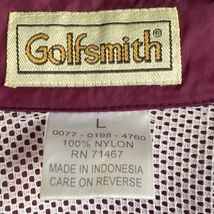 Golfsmith®
L
0077-0198-4760
100% NYLON
RN 71467
MADE IN INDONESIA
CARE ON REVERSE